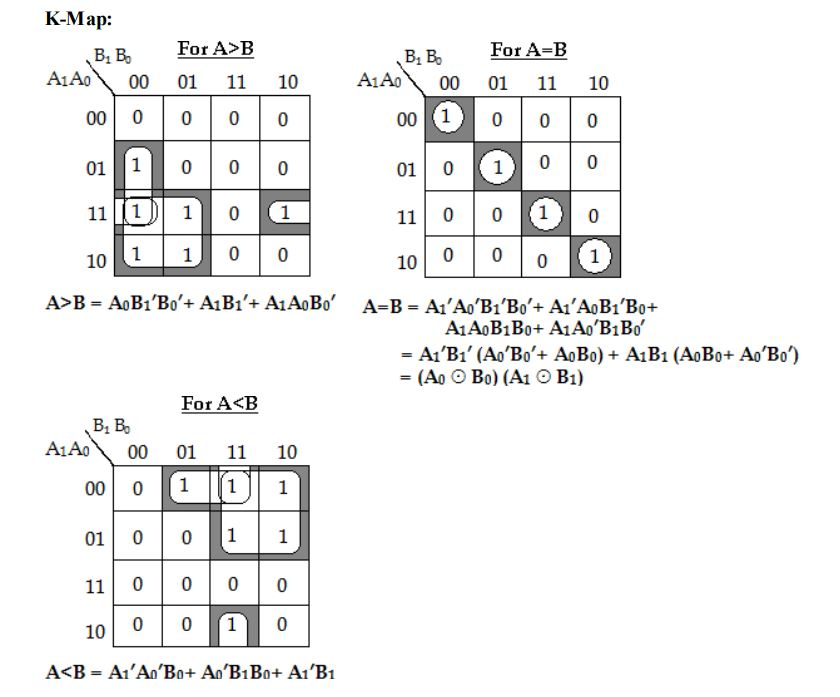 K-Map:
For A>B
B₁ B₀
A₁A₀ 00 01 11 10
00 0 0 0 0
01 1 0 0 0
11 1 1 0 1
10 1 1 0 0
A>B = A₀B₁′B₀′+ A₁B₁′+ A₁A₀B₀′
For A=B
B₁ B₀
A₁A₀ 00 01 11 10
00 1 0 0 0
01 0 1 0 0
11 0 0 1 0
10 0 0 0 1
A=B = A₁′A₀′B₁′B₀′+ A₁′A₀B₁′B₀+
A₁A₀B₁B₀+ A₁A₀′B₁B₀′
= A₁′B₁′ (A₀′B₀′+ A₀B₀) + A₁B₁ (A₀B₀+ A₀′B₀′)
= (A₀ ⊙ B₀) (A₁ ⊙ B₁)
For A<B
B₁ B₀
A₁A₀ 00 01 11 10
00 0 1 1 1
01 0 0 1 1
11 0 0 0 0
10 0 0 1 0
A<B = A₁′A₀′B₀+ A₀′B₁B₀+ A₁′B₁